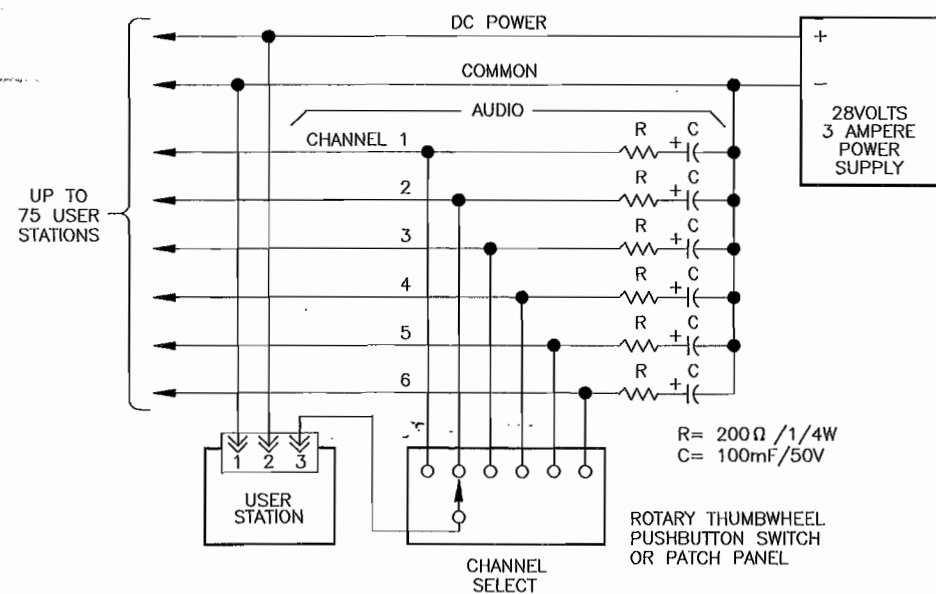 DC POWER
+
COMMON
−
AUDIO
28VOLTS
3 AMPERE
POWER
SUPPLY
CHANNEL 1
R + C
2
R + C
3
R + C
4
R + C
5
R + C
6
R + C
UP TO
75 USER
STATIONS
R= 200Ω /1/4W
C= 100mF/50V
1 2 3
USER
STATION
CHANNEL
SELECT
ROTARY THUMBWHEEL
PUSHBUTTON SWITCH
OR PATCH PANEL